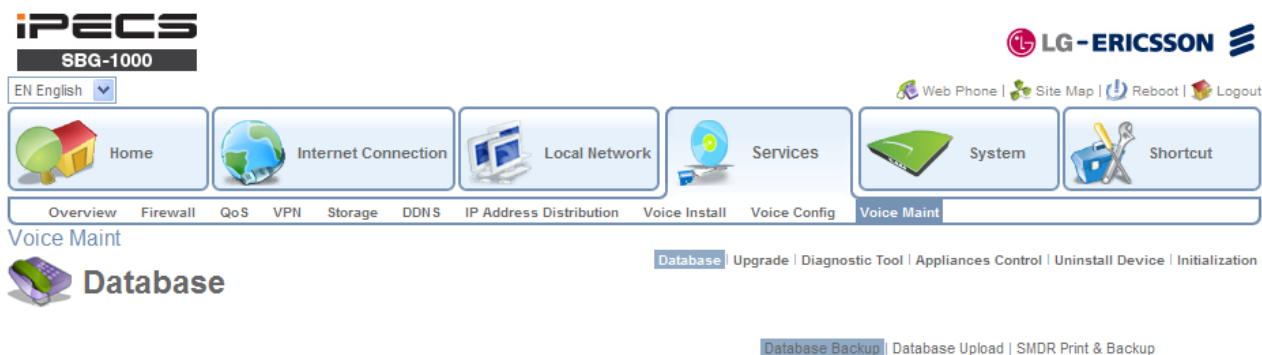 iPECS
SBG-1000
LG-ERICSSON
EN English
Web Phone | Site Map | Reboot | Logout
Home
Internet Connection
Local Network
Services
System
Shortcut
Overview Firewall QoS VPN Storage DDNS IP Address Distribution Voice Install Voice Config Voice Maint
Voice Maint
Database | Upgrade | Diagnostic Tool | Appliances Control | Uninstall Device | Initialization
Database
Database Backup | Database Upload | SMDR Print & Backup